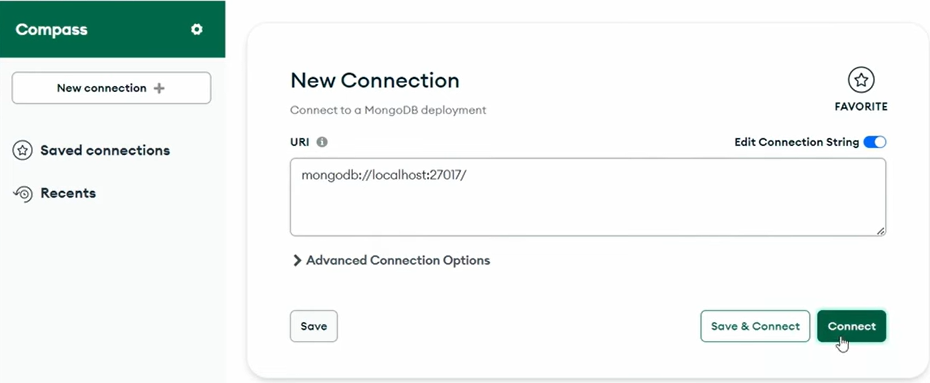 Compass
New connection
Saved connections
Recents
New Connection
Connect to a MongoDB deployment
FAVORITE
URI
Edit Connection String
mongodb://localhost:27017/
Advanced Connection Options
Save
Save & Connect
Connect